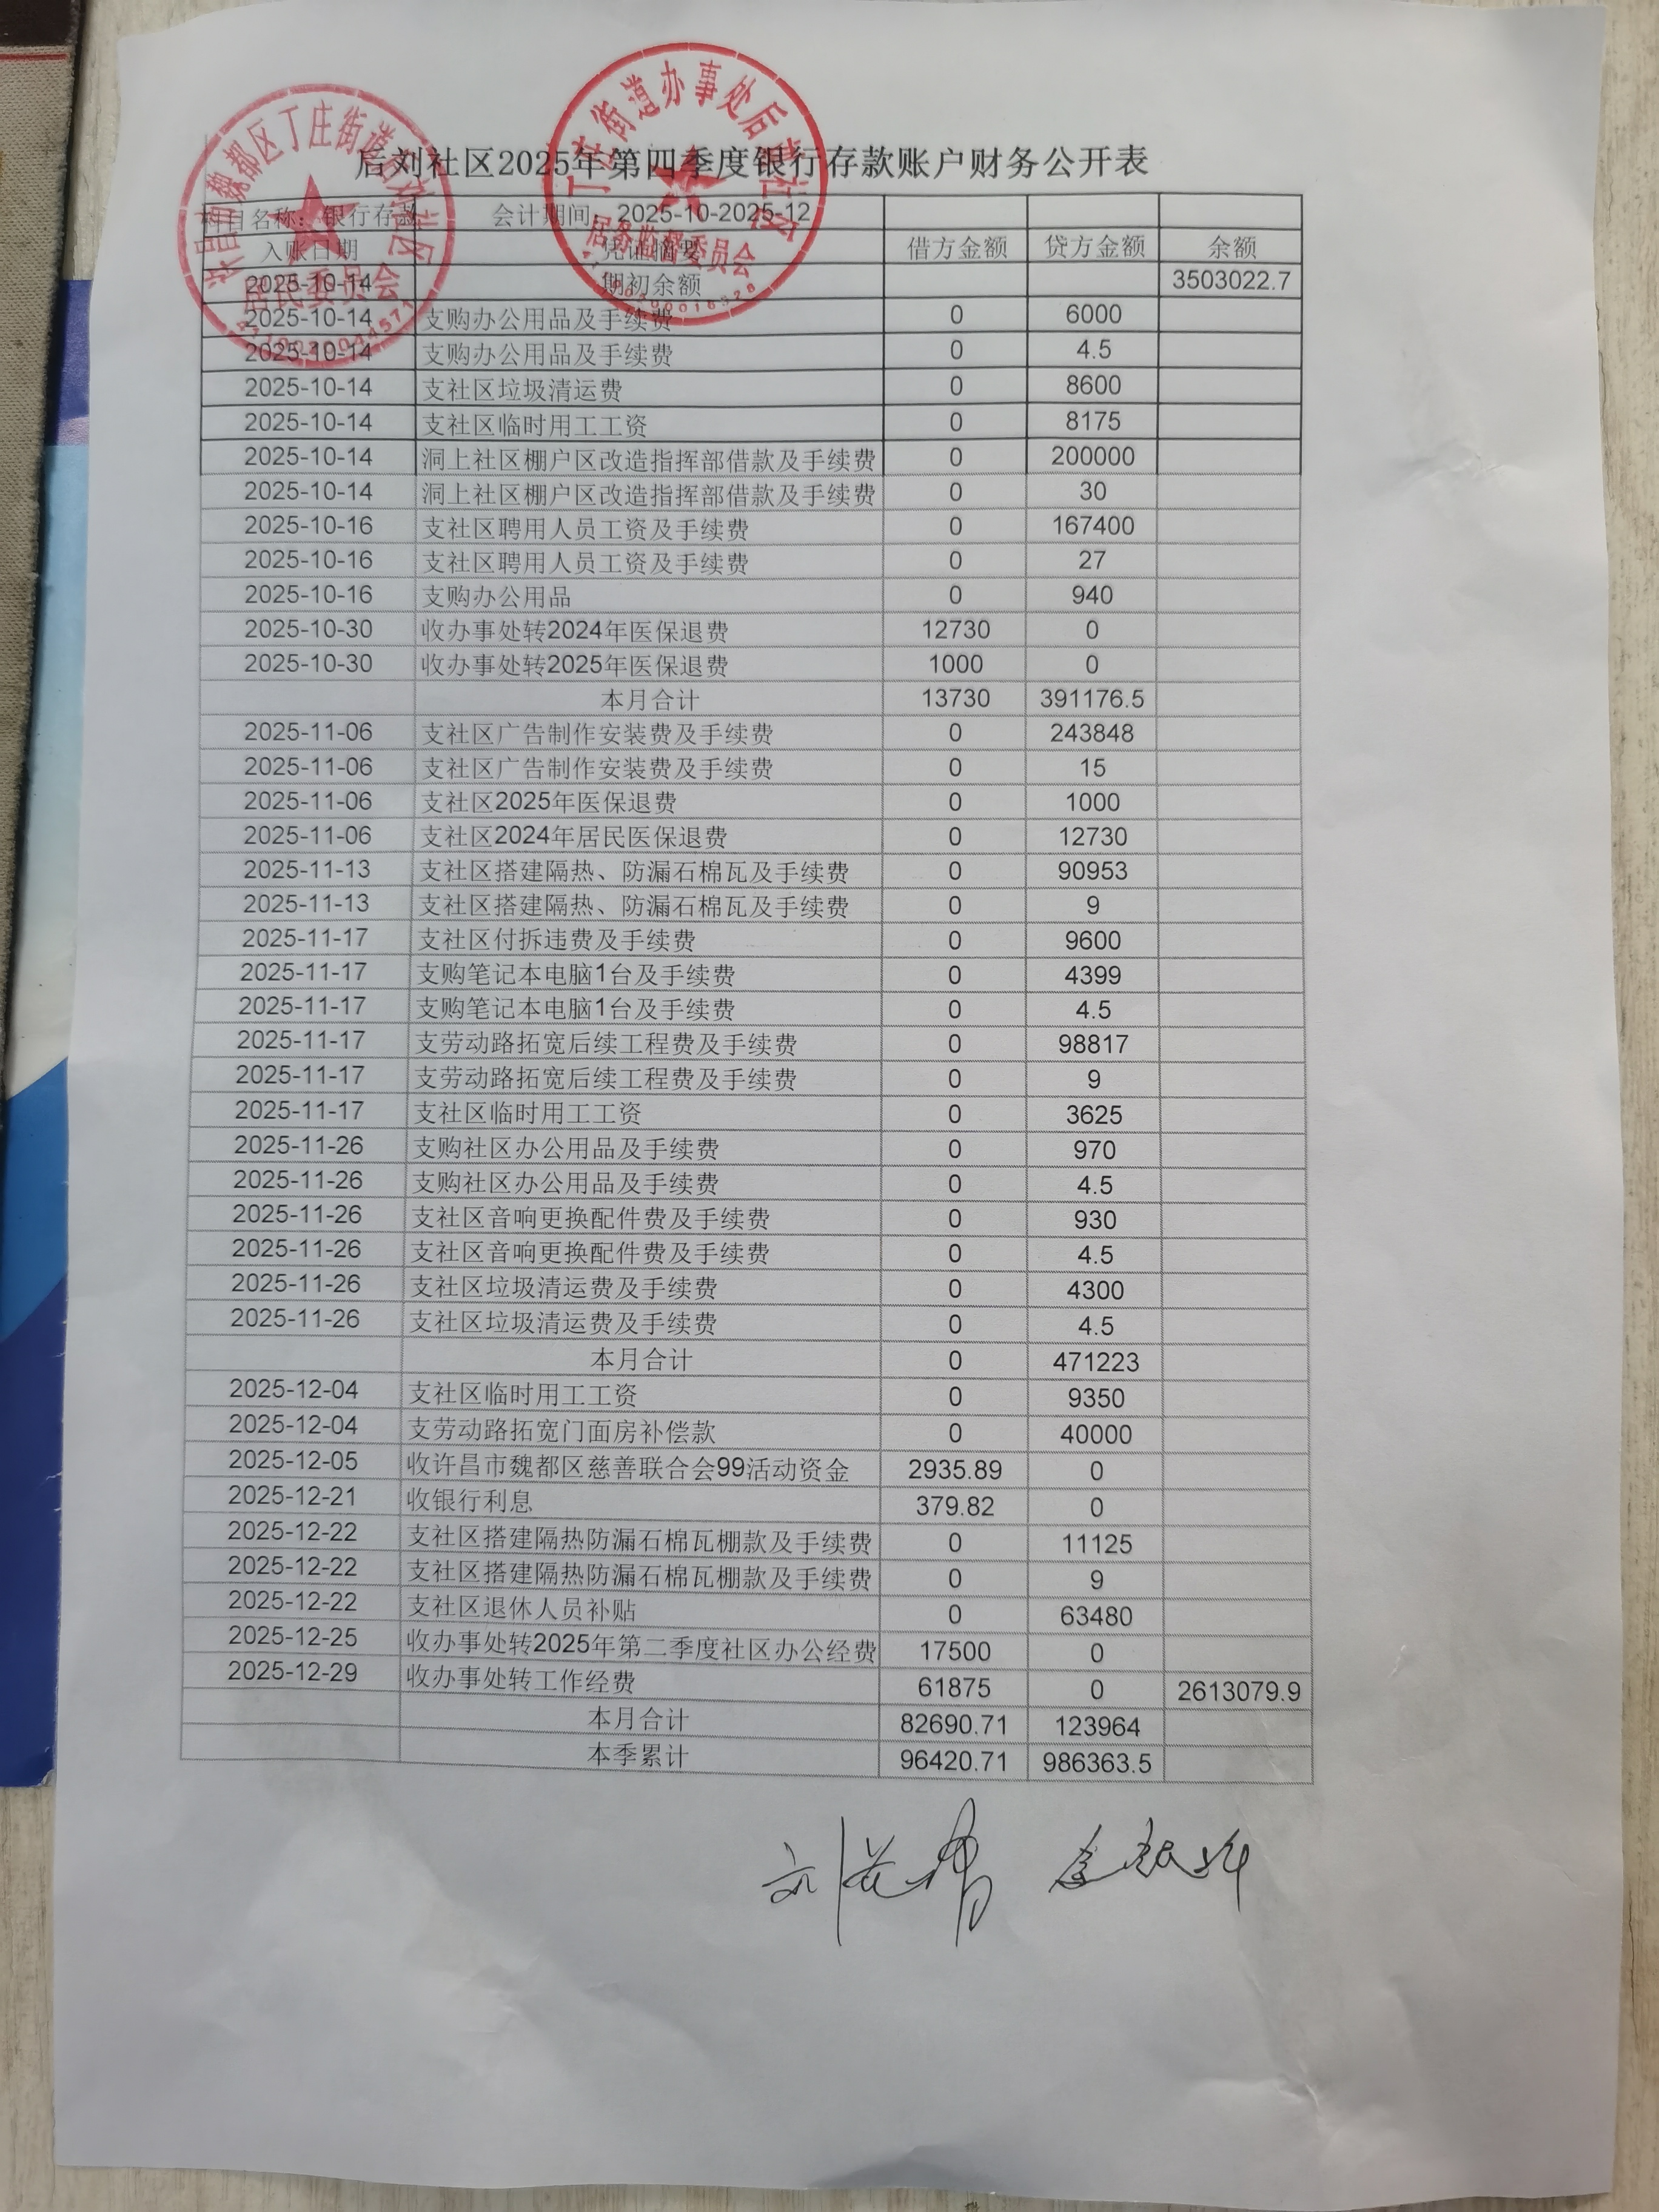 后刘社区2025年第四季度银行存款账户财务公开表
科目名称：银行存款 会计期间：2025-10-2025-12
入账日期 凭证摘要 借方金额 贷方金额 余额
2025-10-14 期初余额 3503022.7
2025-10-14 支购办公用品及手续费 0 6000
2025-10-14 支购办公用品及手续费 0 4.5
2025-10-14 支社区垃圾清运费 0 8600
2025-10-14 支社区临时用工工资 0 8175
2025-10-14 洞上社区棚户区改造指挥部借款及手续费 0 200000
2025-10-14 洞上社区棚户区改造指挥部借款及手续费 0 30
2025-10-16 支社区聘用人员工资及手续费 0 167400
2025-10-16 支社区聘用人员工资及手续费 0 27
2025-10-16 支购办公用品 0 940
2025-10-30 收办事处转2024年医保退费 12730 0
2025-10-30 收办事处转2025年医保退费 1000 0
本月合计 13730 391176.5
2025-11-06 支社区广告制作安装费及手续费 0 243848
2025-11-06 支社区广告制作安装费及手续费 0 15
2025-11-06 支社区2025年医保退费 0 1000
2025-11-06 支社区2024年居民医保退费 0 12730
2025-11-13 支社区搭建隔热、防漏石棉瓦及手续费 0 90953
2025-11-13 支社区搭建隔热、防漏石棉瓦及手续费 0 9
2025-11-17 支社区付拆违费及手续费 0 9600
2025-11-17 支购笔记本电脑1台及手续费 0 4399
2025-11-17 支购笔记本电脑1台及手续费 0 4.5
2025-11-17 支劳动路拓宽后续工程费及手续费 0 98817
2025-11-17 支劳动路拓宽后续工程费及手续费 0 9
2025-11-17 支社区临时用工工资 0 3625
2025-11-26 支购社区办公用品及手续费 0 970
2025-11-26 支购社区办公用品及手续费 0 4.5
2025-11-26 支社区音响更换配件费及手续费 0 930
2025-11-26 支社区音响更换配件费及手续费 0 4.5
2025-11-26 支社区垃圾清运费及手续费 0 4300
2025-11-26 支社区垃圾清运费及手续费 0 4.5
本月合计 0 471223
2025-12-04 支社区临时用工工资 0 9350
2025-12-04 支劳动路拓宽门面房补偿款 0 40000
2025-12-05 收许昌市魏都区慈善联合会99活动资金 2935.89 0
2025-12-21 收银行利息 379.82 0
2025-12-22 支社区搭建隔热防漏石棉瓦棚款及手续费 0 11125
2025-12-22 支社区搭建隔热防漏石棉瓦棚款及手续费 0 9
2025-12-22 支社区退休人员补贴 0 63480
2025-12-25 收办事处转2025年第二季度社区办公经费 17500 0
2025-12-29 收办事处转工作经费 61875 0 2613079.9
本月合计 82690.71 123964
本季累计 96420.71 986363.5
许昌市魏都区丁庄街道后刘社区
居民委员会
丁庄街道办事处后刘社区
居务监督委员会